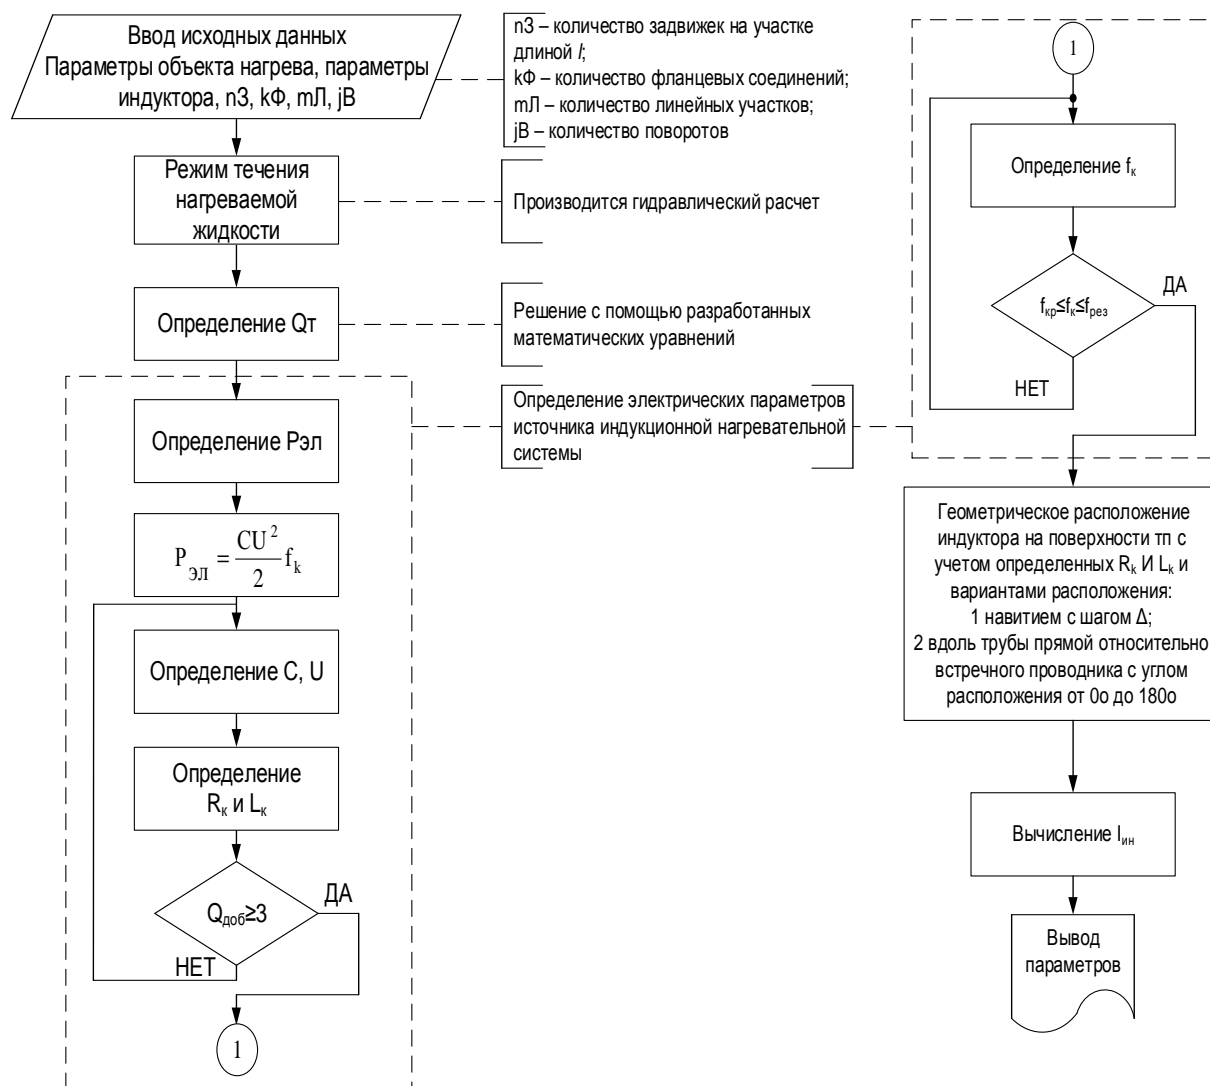 Ввод исходных данных
Параметры объекта нагрева, параметры
индуктора, nЗ, kФ, mЛ, jВ
nЗ – количество задвижек на участке
длиной l;
kФ – количество фланцевых соединений;
mЛ – количество линейных участков;
jВ – количество поворотов
Режим течения
нагреваемой
жидкости
Производится гидравлический расчет
Определение Qт
Решение с помощью разработанных
математических уравнений
Определение электрических параметров
источника индукционной нагревательной
системы
Определение Pэл
P_ЭЛ = CU²/2 f_k
Определение C, U
Определение
Rк и Lк
Qдоб≥3
ДА
НЕТ
1
1
Определение fк
fкр≤fк≤fрез
ДА
НЕТ
Геометрическое расположение
индуктора на поверхности тп с
учетом определенных Rk И Lk и
вариантами расположения:
1 навитием с шагом Δ;
2 вдоль трубы прямой относительно
встречного проводника с углом
расположения от 0о до 180о
Вычисление Iин
Вывод
параметров